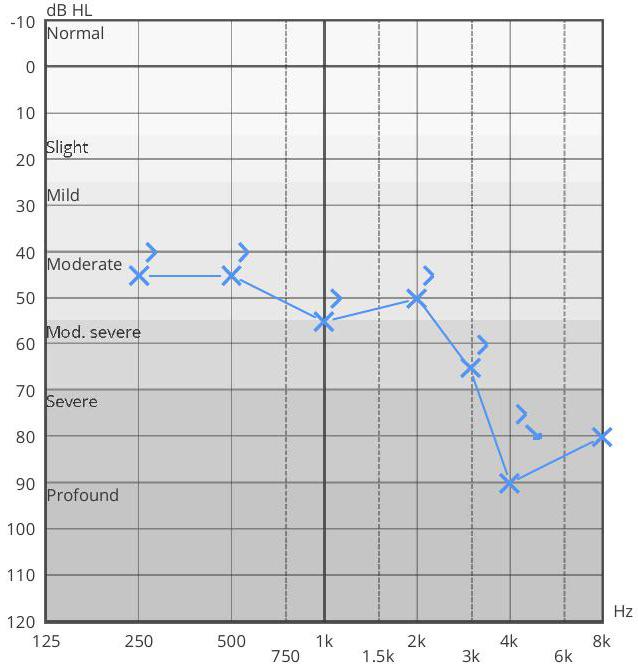 dB HL
-10
Normal
0
10
Slight
20
Mild
30
40
Moderate
50
Mod. severe
60
70
Severe
80
90
Profound
100
110
120
Hz
125 250 500 1k 2k 4k 8k
750 1.5k 3k 6k